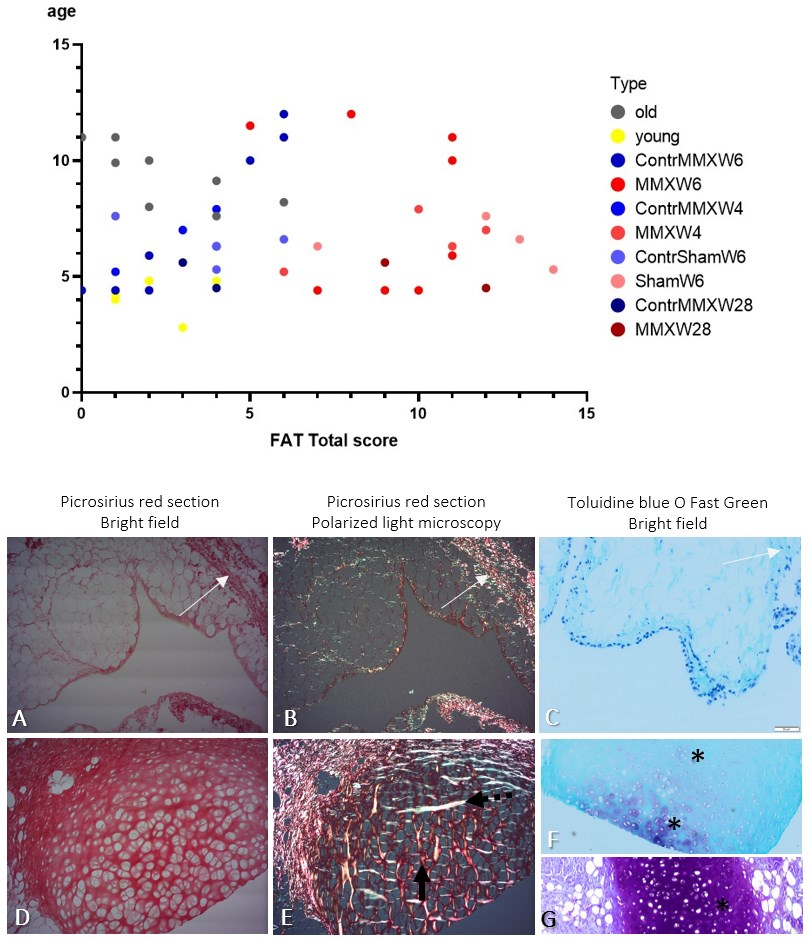 age
15
10
5
0
0
5
10
15
FAT Total score
Type
old
young
ContrMMXW6
MMXW6
ContrMMXW4
MMXW4
ContrShamW6
ShamW6
ContrMMXW28
MMXW28
Picrosirius red section
Bright field
Picrosirius red section
Polarized light microscopy
Toluidine blue O Fast Green
Bright field
A
B
C
*
*
F
D
E
*
G